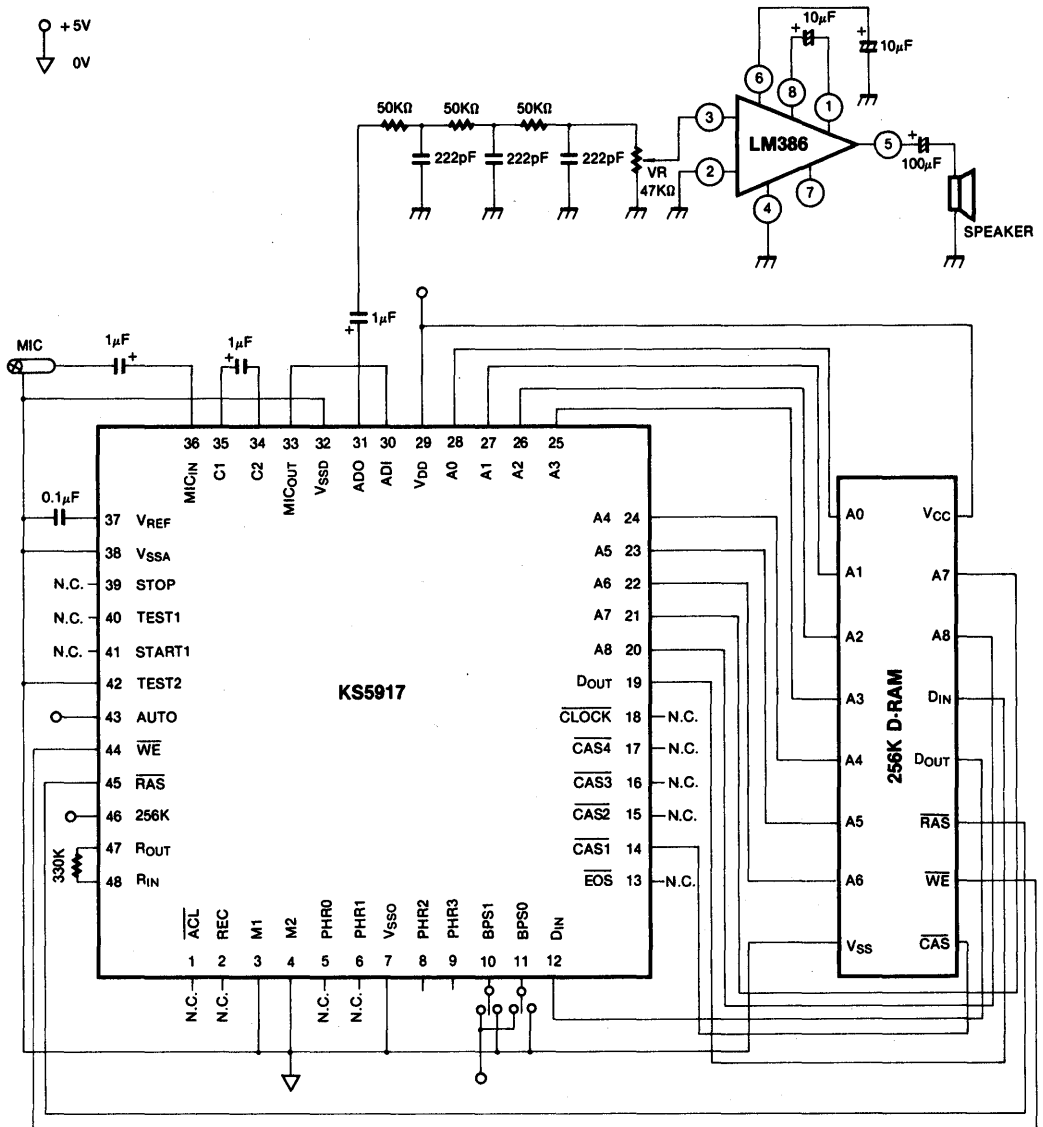 +5V
0V
10µF
10µF
6
8
1
50KΩ
50KΩ
50KΩ
3
LM386
5
222pF
222pF
222pF
VR
47KΩ
2
7
4
100µF
SPEAKER
1µF
MIC
1µF
1µF
36
35
34
33
32
31
30
29
28
27
26
25
MICIN
C1
C2
MICOUT
VSSD
ADO
ADI
VDD
A0
A1
A2
A3
0.1µF
37 VREF
38 VSSA
N.C. 39 STOP
N.C. 40 TEST1
N.C. 41 START1
42 TEST2
43 AUTO
44 WE
45 RAS
46 256K
330K
47 ROUT
48 RIN
KS5917
A4 24
A5 23
A6 22
A7 21
A8 20
DOUT 19
CLOCK 18 N.C.
CAS4 17 N.C.
CAS3 16 N.C.
CAS2 15 N.C.
CAS1 14
EOS 13 N.C.
ACL
REC
M1
M2
PHR0
PHR1
VSSO
PHR2
PHR3
BPS1
BPS0
DIN
1
2
3
4
5
6
7
8
9
10
11
12
N.C.
N.C.
N.C.
N.C.
256K D-RAM
A0
A1
A2
A3
A4
A5
A6
VSS
VCC
A7
A8
DIN
DOUT
RAS
WE
CAS